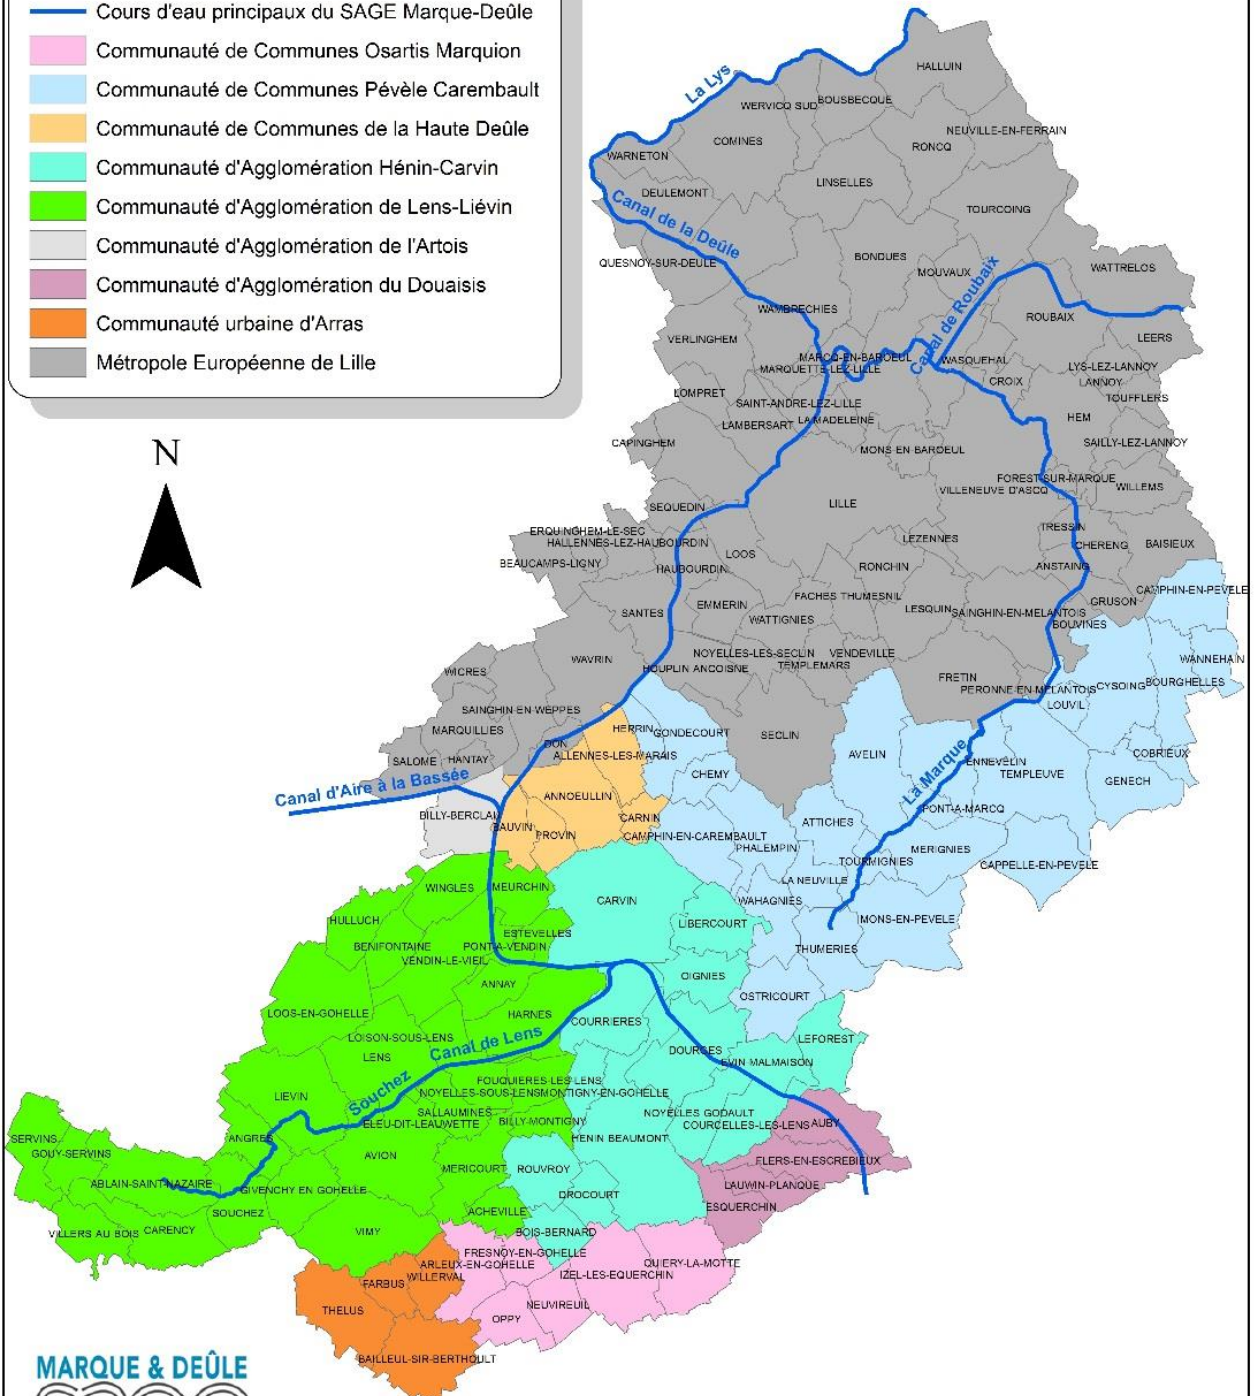 Cours d'eau principaux du SAGE Marque-Deûle
Communauté de Communes Osartis Marquion
Communauté de Communes Pévèle Carembault
Communauté de Communes de la Haute Deûle
Communauté d'Agglomération Hénin-Carvin
Communauté d'Agglomération de Lens-Liévin
Communauté d'Agglomération de l'Artois
Communauté d'Agglomération du Douaisis
Communauté urbaine d'Arras
Métropole Européenne de Lille
N
HALLUIN
La Lys
WERVICQ SUD
BOUSBECQUE
NEUVILLE-EN-FERRAIN
COMINES
RONCQ
WARNETON
LINSELLES
DEULEMONT
TOURCOING
Canal de la Deûle
BONDUES
QUESNOY-SUR-DEULE
MOUVAUX
WATTRELOS
Canal de Roubaix
WAMBRECHIES
ROUBAIX
VERLINGHEM
LEERS
MARCQ-EN-BAROEUL
MARQUETTE-LEZ-LILLE
WASQUEHAL
LYS-LEZ-LANNOY
CROIX
LANNOY
LOMPRET
TOUFFLERS
SAINT-ANDRE-LEZ-LILLE
HEM
LAMBERSART
LA MADELEINE
CAPINGHEM
SAILLY-LEZ-LANNOY
MONS-EN-BAROEUL
FOREST-SUR-MARQUE
VILLENEUVE D'ASCQ
WILLEMS
LILLE
SEQUEDIN
TRESSIN
ERQUINGHEM-LE-SEC
HALLENNES-LEZ-HAUBOURDIN
LEZENNES
CHERENG
BAISIEUX
BEAUCAMPS-LIGNY
LOOS
HAUBOURDIN
RONCHIN
ANSTAING
CAMPHIN-EN-PEVELE
FACHES THUMESNIL
EMMERIN
GRUSON
SANTES
WATTIGNIES
LESQUIN
SAINGHIN-EN-MELANTOIS
BOUVINES
WAVRIN
NOYELLES-LES-SECLIN
VENDEVILLE
WANNEHAIN
HOUPLIN ANCOISNE
TEMPLEMARS
WICRES
FRETIN
PERONNE-EN-MELANTOIS
CYSOING
BOURGHELLES
LOUVIL
SAINGHIN-EN-WEPPES
MARQUILLIES
HERRIN
GONDECOURT
SECLIN
DON
ALLENNES-LES-MARAIS
AVELIN
COBRIEUX
SALOME
HANTAY
ENNEVELIN
La Marque
TEMPLEUVE
CHEMY
GENECH
Canal d'Aire à la Bassée
ANNOEULLIN
PONT-A-MARCQ
BILLY-BERCLAU
CARNIN
ATTICHES
BAUVIN
PROVIN
CAMPHIN-EN-CAREMBAULT
PHALEMPIN
MERIGNIES
TOURMIGNIES
CAPPELLE-EN-PEVELE
LA NEUVILLE
WINGLES
MEURCHIN
CARVIN
WAHAGNIES
HULLUCH
LIBERCOURT
MONS-EN-PEVELE
ESTEVELLES
BENIFONTAINE
PONT-A-VENDIN
THUMERIES
VENDIN-LE-VIEIL
OIGNIES
ANNAY
OSTRICOURT
LOOS-EN-GOHELLE
HARNES
COURRIERES
LOISON-SOUS-LENS
LEFOREST
Canal de Lens
LENS
DOURGES
EVIN MALMAISON
FOUQUIERES-LES-LENS
NOYELLES-SOUS-LENS
MONTIGNY-EN-GOHELLE
LIEVIN
Souchez
SALLAUMINES
NOYELLES GODAULT
ELEU-DIT-LEAUWETTE
BILLY-MONTIGNY
COURCELLES-LES-LENS
AUBY
SERVINS
ANGRES
HENIN BEAUMONT
GOUY-SERVINS
AVION
FLERS-EN-ESCREBIEUX
MERICOURT
ROUVROY
ABLAIN-SAINT-NAZAIRE
GIVENCHY EN GOHELLE
LAUWIN-PLANQUE
DROCOURT
SOUCHEZ
ACHEVILLE
ESQUERCHIN
VILLERS AU BOIS
CARENCY
VIMY
BOIS-BERNARD
FRESNOY-EN-GOHELLE
ARLEUX-EN-GOHELLE
QUIERY-LA-MOTTE
WILLERVAL
IZEL-LES-EQUERCHIN
FARBUS
NEUVIREUIL
THELUS
OPPY
BAILLEUL-SIR-BERTHOULT
MARQUE & DEÛLE